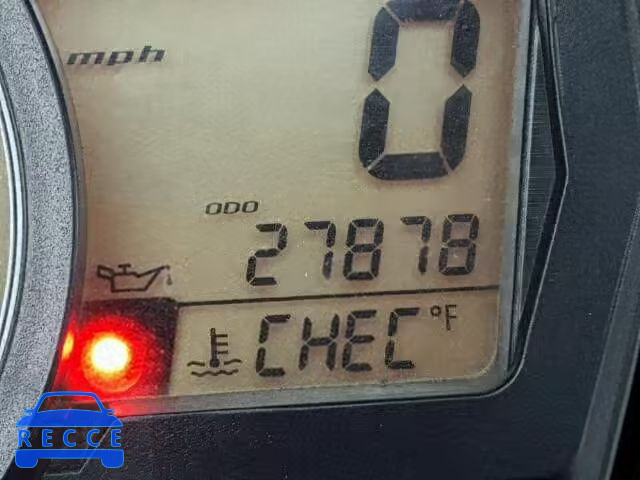 mph
0
ODO
27878
CHEC °F
RECCE